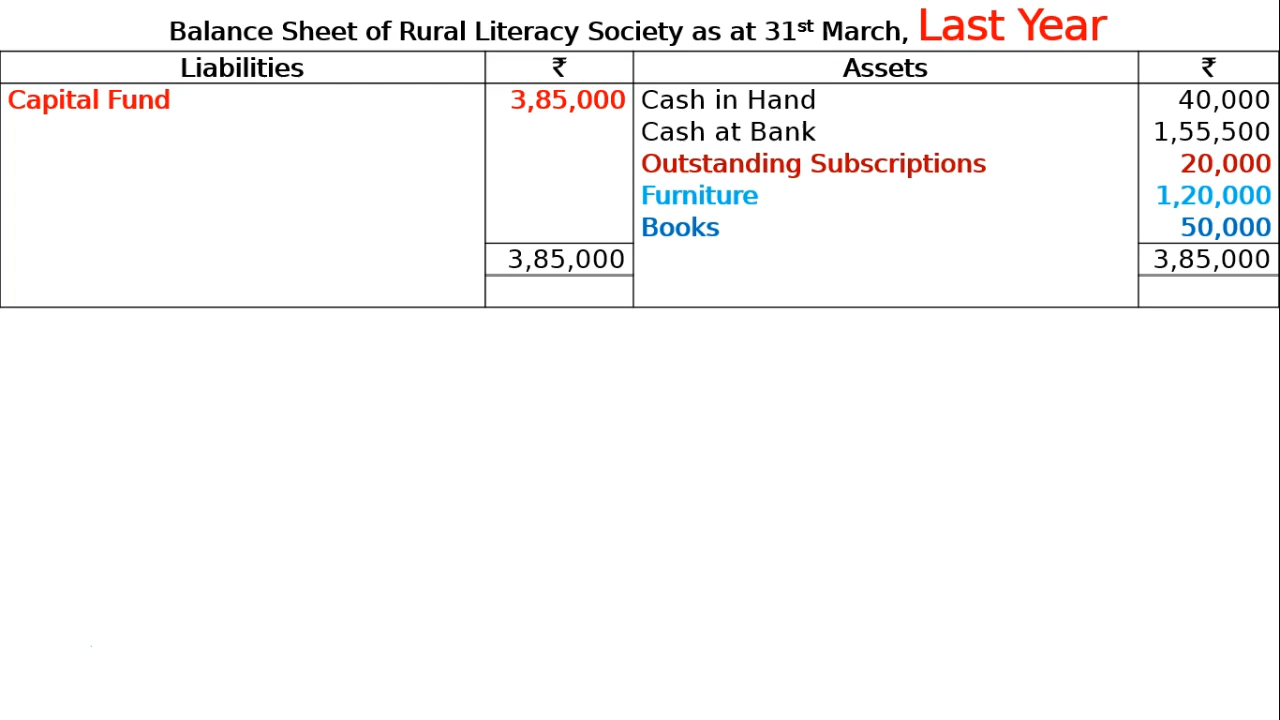 Balance Sheet of Rural Literacy Society as at 31st March, Last Year
Liabilities ₹ Assets ₹
Capital Fund 3,85,000 Cash in Hand 40,000
Cash at Bank 1,55,500
Outstanding Subscriptions 20,000
Furniture 1,20,000
Books 50,000
3,85,000 3,85,000